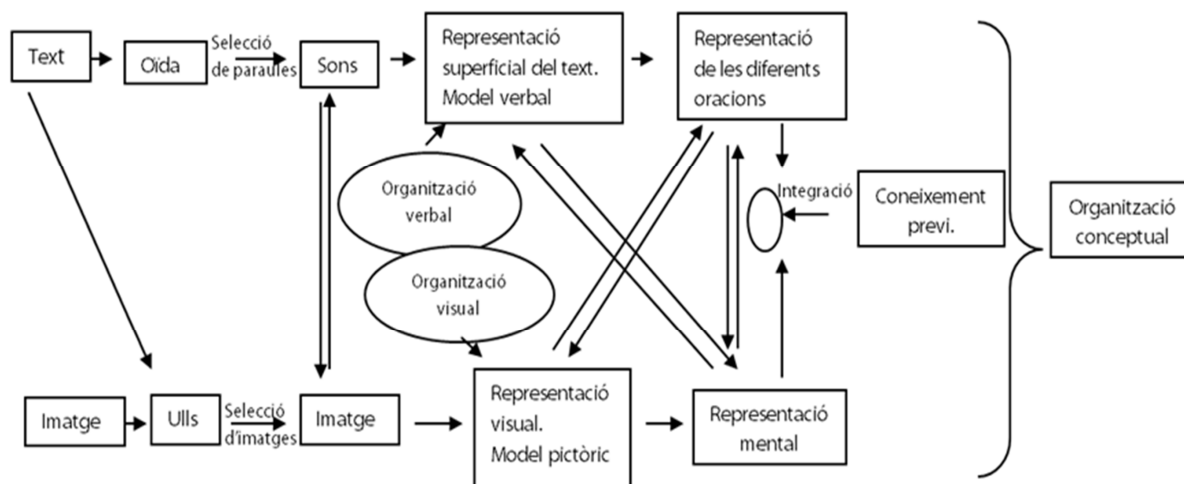 Text
Oïda
Selecció
de paraules
Sons
Representació
superficial del text.
Model verbal
Representació
de les diferents
oracions
Organització
verbal
Organització
visual
Integració
Coneixement
previ.
Organització
conceptual
Imatge
Ulls
Selecció
d'imatges
Imatge
Representació
visual.
Model pictòric
Representació
mental